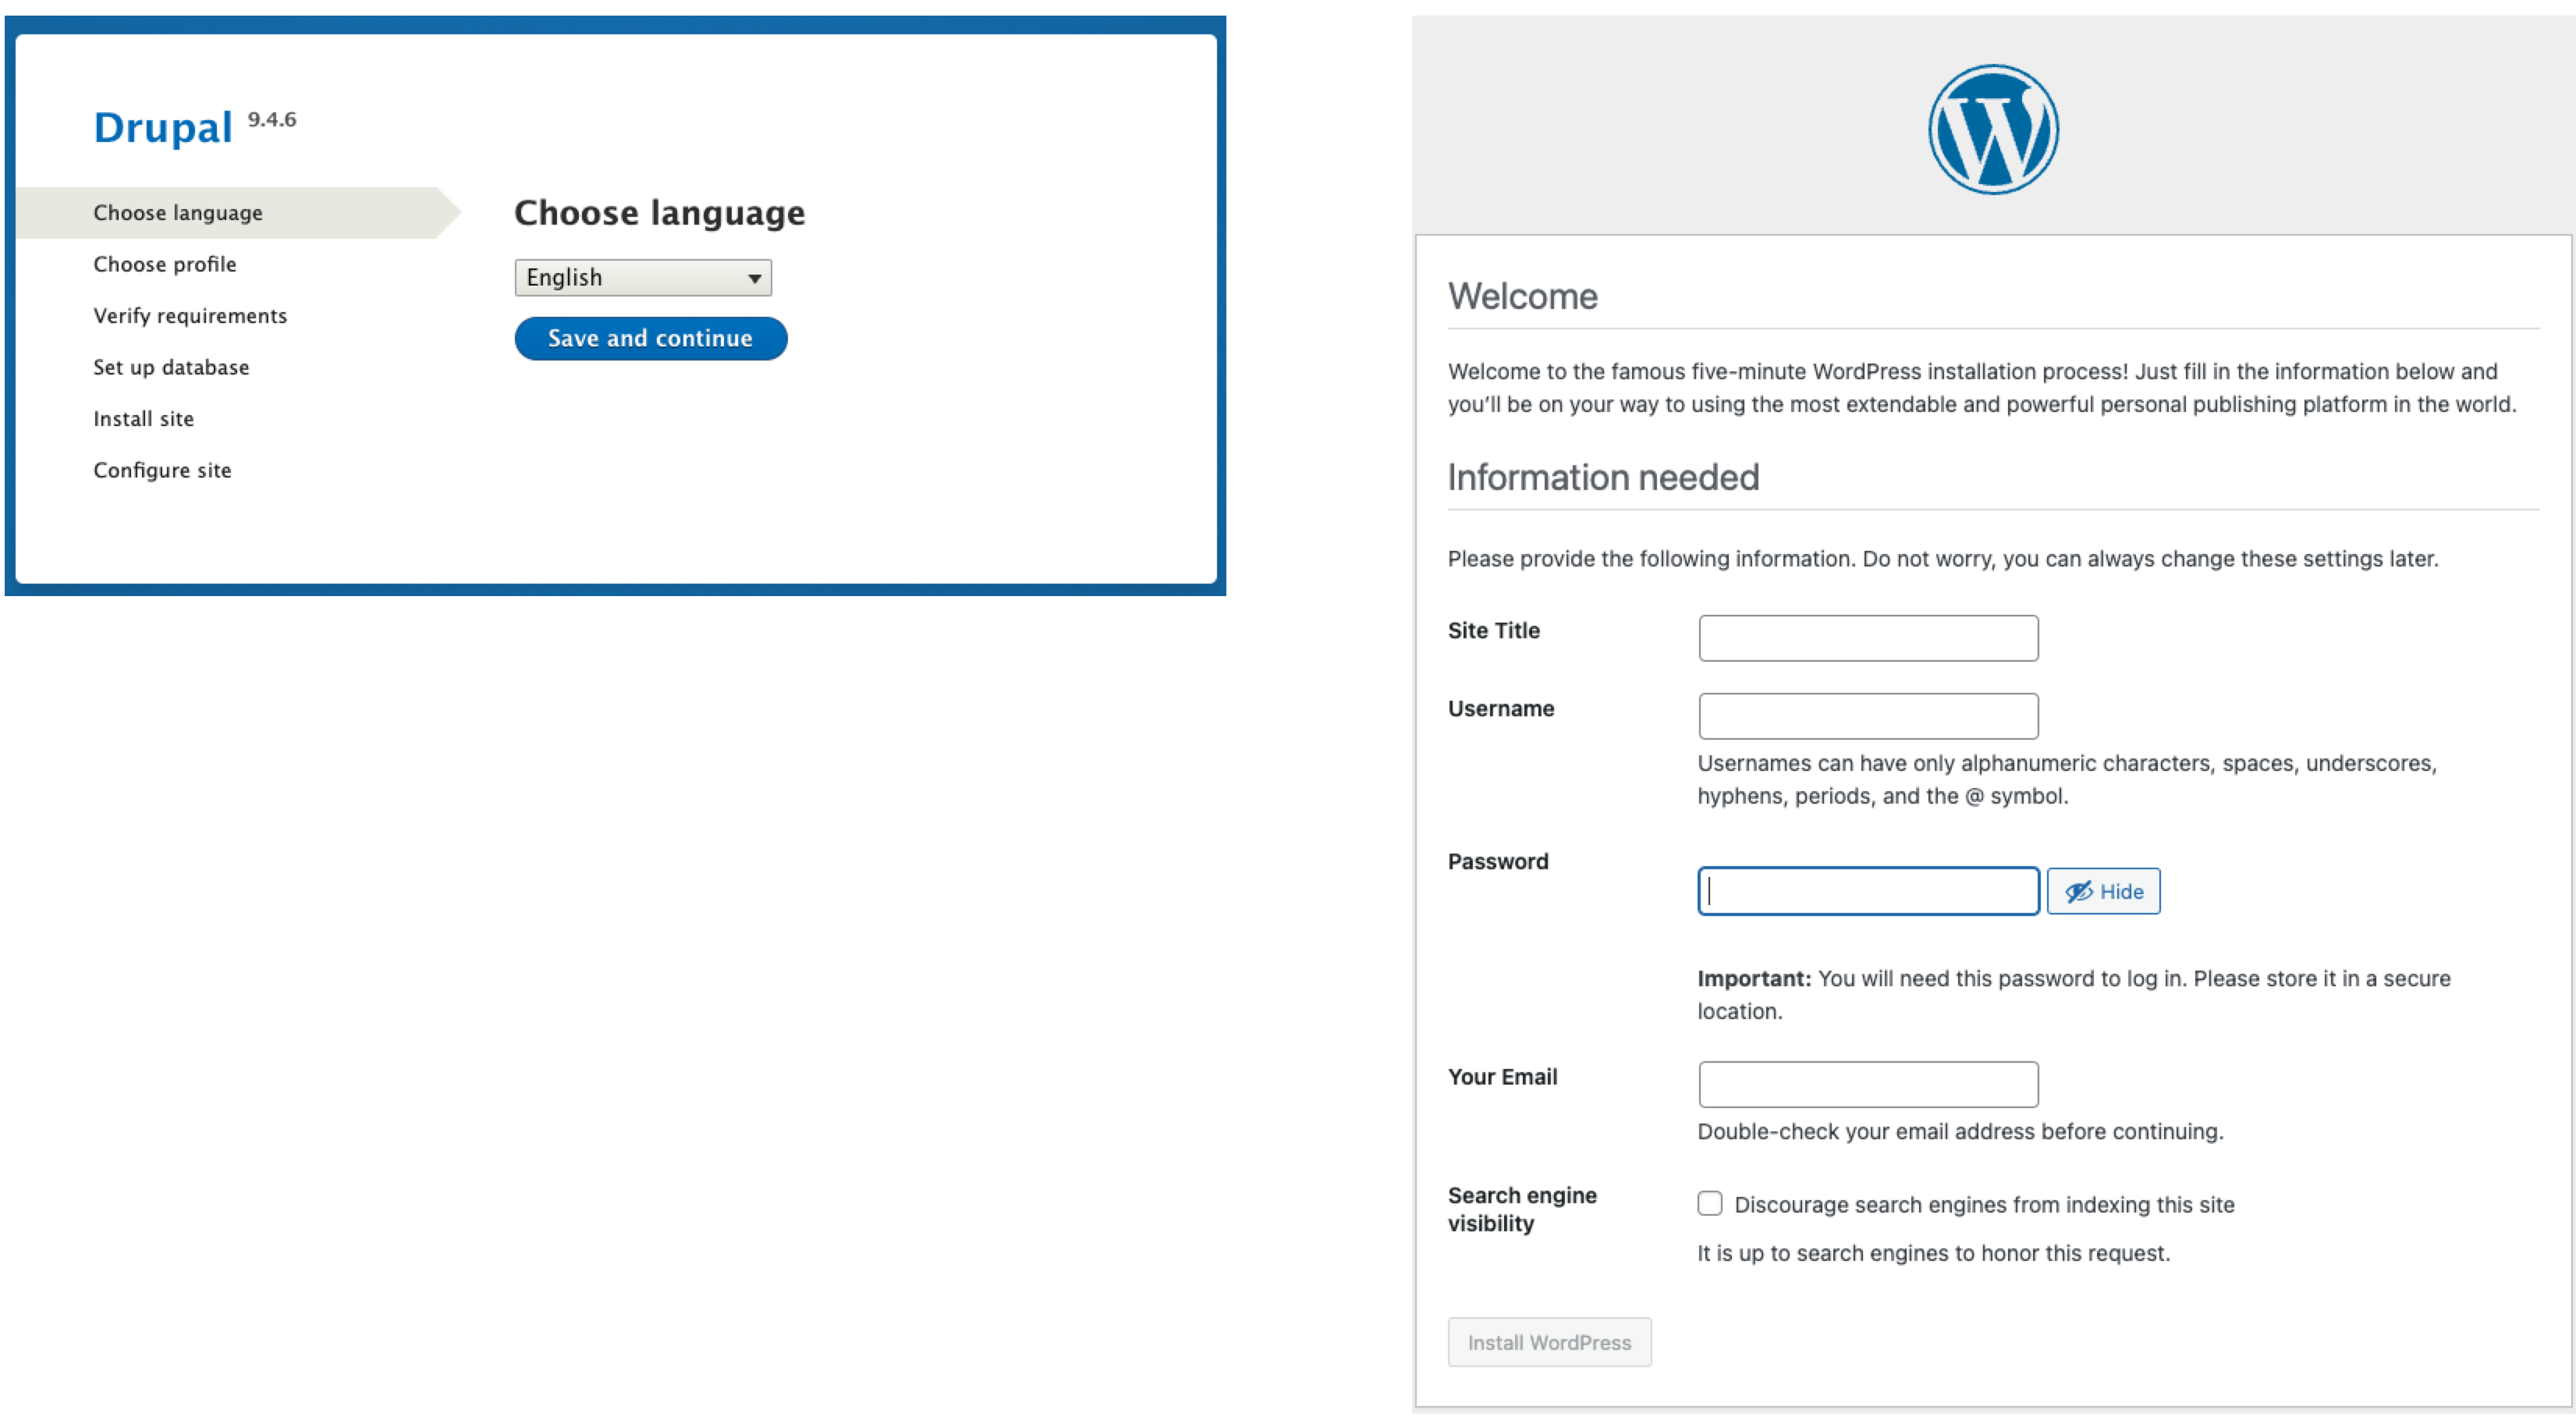 Drupal 9.4.6
Choose language
Choose profile
Verify requirements
Set up database
Install site
Configure site
Choose language
English
Save and continue
W
Welcome
Welcome to the famous five-minute WordPress installation process! Just fill in the information below and
you’ll be on your way to using the most extendable and powerful personal publishing platform in the world.
Information needed
Please provide the following information. Do not worry, you can always change these settings later.
Site Title
Username
Usernames can have only alphanumeric characters, spaces, underscores,
hyphens, periods, and the @ symbol.
Password
Hide
Important: You will need this password to log in. Please store it in a secure
location.
Your Email
Double-check your email address before continuing.
Search engine
visibility
Discourage search engines from indexing this site
It is up to search engines to honor this request.
Install WordPress